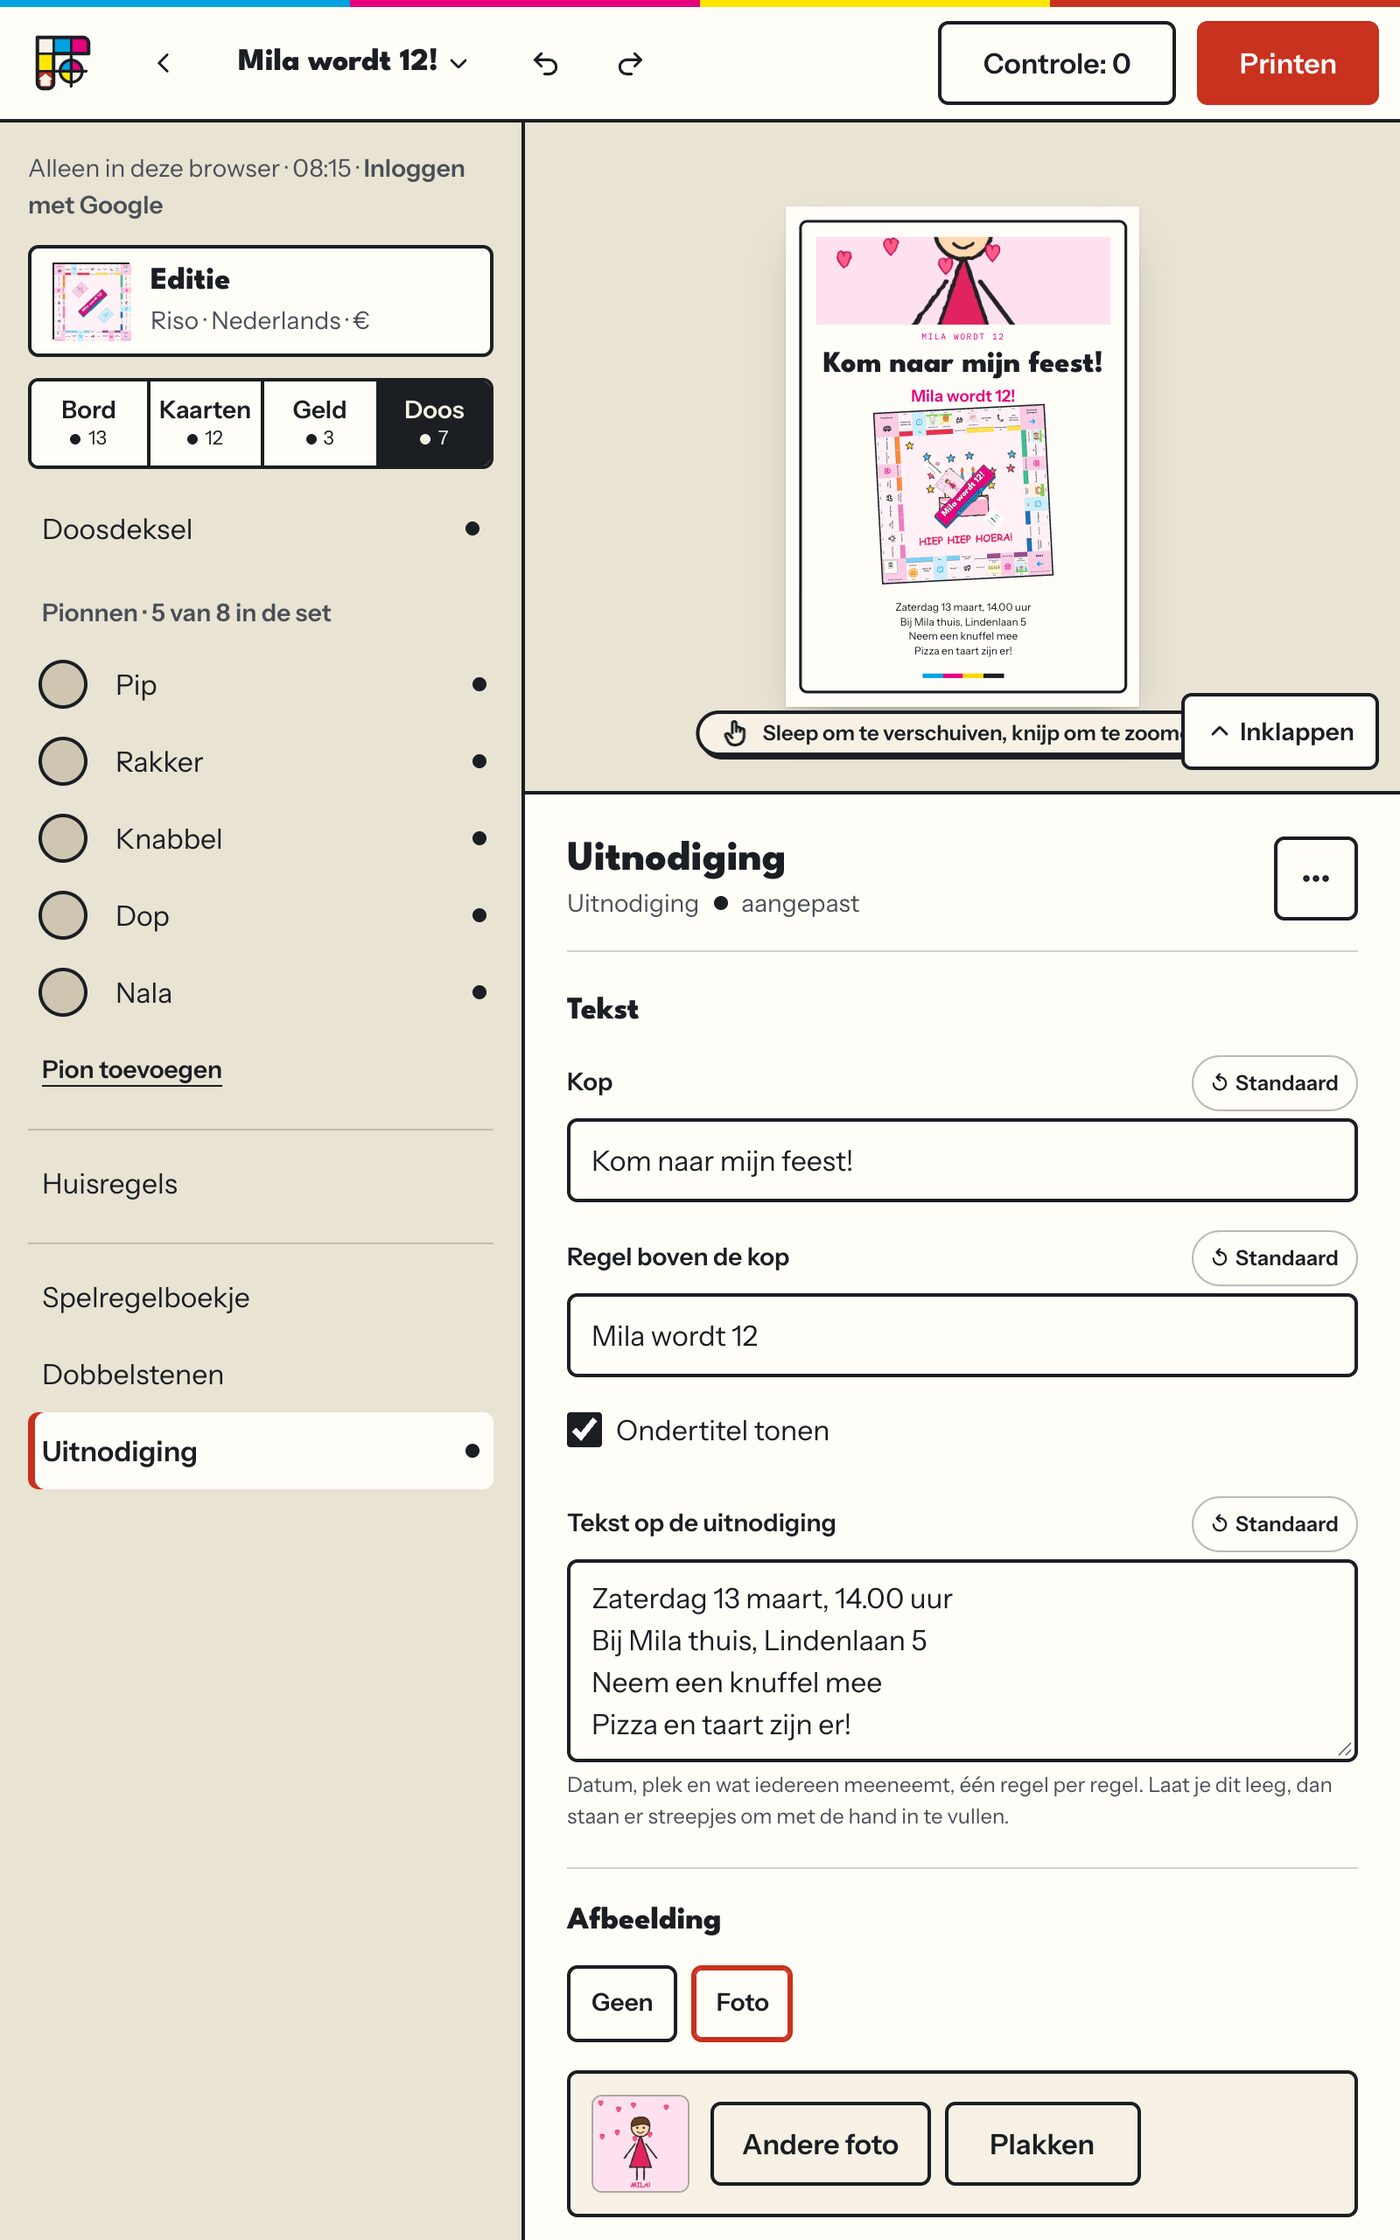 Mila wordt 12!
Controle: 0
Printen
Alleen in deze browser · 08:15 · Inloggen
met Google
Editie
Riso · Nederlands · €
Bord
13
Kaarten
12
Geld
3
Doos
7
Doosdeksel
Pionnen · 5 van 8 in de set
Pip
Rakker
Knabbel
Dop
Nala
Pion toevoegen
Huisregels
Spelregelboekje
Dobbelstenen
Uitnodiging
MILA WORDT 12
Kom naar mijn feest!
Mila wordt 12!
Mila wordt 12!
HIEP HIEP HOERA!
Zaterdag 13 maart, 14.00 uur
Bij Mila thuis, Lindenlaan 5
Neem een knuffel mee
Pizza en taart zijn er!
Sleep om te verschuiven, knijp om te zoom
Inklappen
Uitnodiging
Uitnodiging ● aangepast
Tekst
Kop
Standaard
Kom naar mijn feest!
Regel boven de kop
Standaard
Mila wordt 12
Ondertitel tonen
Tekst op de uitnodiging
Standaard
Zaterdag 13 maart, 14.00 uur
Bij Mila thuis, Lindenlaan 5
Neem een knuffel mee
Pizza en taart zijn er!
Datum, plek en wat iedereen meeneemt, één regel per regel. Laat je dit leeg, dan
staan er streepjes om met de hand in te vullen.
Afbeelding
Geen
Foto
MILA!
Andere foto
Plakken